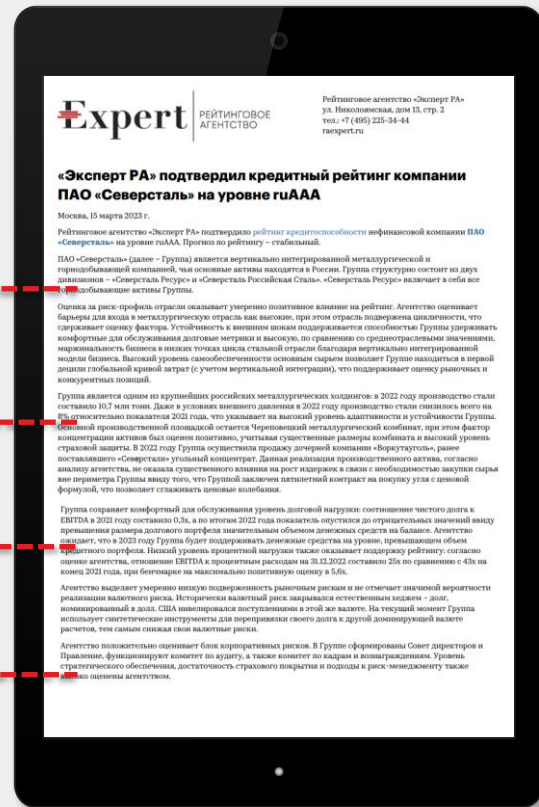 Expert
РЕЙТИНГОВОЕ
АГЕНТСТВО
Рейтинговое агентство «Эксперт РА»
ул. Николоямская, дом 13, стр. 2
тел.: +7 (495) 225-34-44
raexpert.ru
«Эксперт РА» подтвердил кредитный рейтинг компании
ПАО «Северсталь» на уровне ruAAA
Москва, 15 марта 2023 г.
Рейтинговое агентство «Эксперт РА» подтвердило рейтинг кредитоспособности нефинансовой компании ПАО
«Северсталь» на уровне ruAAA. Прогноз по рейтингу – стабильный.
ПАО «Северсталь» (далее – Группа) является вертикально интегрированной металлургической и
горнодобывающей компанией, чьи основные активы находятся в России. Группа структурно состоит из двух
дивизионов – «Северсталь Ресурс» и «Северсталь Российская Сталь». «Северсталь Ресурс» включает в себя все
горнодобывающие активы Группы.
Оценка за риск-профиль отрасли оказывает умеренно позитивное влияние на рейтинг. Агентство оценивает
барьеры для входа в металлургическую отрасль как высокие, при этом отрасль подвержена цикличности, что
сдерживает оценку фактора. Устойчивость к внешним шокам поддерживается способностью Группы удерживать
комфортные для обслуживания долговые метрики и высокую, по сравнению со среднеотраслевыми значениями,
маржинальность бизнеса в низких точках цикла стальной отрасли благодаря вертикально интегрированной
модели бизнеса. Высокий уровень самообеспеченности основным сырьем позволяет Группе находиться в первой
децили глобальной кривой затрат (с учетом вертикальной интеграции), что поддерживает оценку рыночных и
конкурентных позиций.
Группа является одним из крупнейших российских металлургических холдингов: в 2022 году производство стали
составило 10,7 млн тонн. Даже в условиях внешнего давления в 2022 году производство стали снизилось всего на
8% относительно показателя 2021 года, что указывает на высокий уровень адаптивности и устойчивости Группы.
Основной производственной площадкой остается Череповецкий металлургический комбинат, при этом фактор
концентрации активов был оценен позитивно, учитывая существенные размеры комбината и высокий уровень
страховой защиты. В 2022 году Группа осуществила продажу дочерней компании «Воркутауголь», ранее
поставлявшего «Северстали» угольный концентрат. Данная реализация производственного актива, согласно
анализу агентства, не оказала существенного влияния на рост издержек в связи с необходимостью закупки сырья
вне периметра Группы ввиду того, что Группой заключен пятилетний контракт на покупку угля с ценовой
формулой, что позволяет сглаживать ценовые колебания.
Группа сохраняет комфортный для обслуживания уровень долговой нагрузки: соотношение чистого долга к
EBITDA в 2021 году составило 0,3х, а по итогам 2022 года показатель опустился до отрицательных значений ввиду
превышения размера долгового портфеля значительным объемом денежных средств на балансе. Агентство
ожидает, что в 2023 году Группа будет поддерживать денежные средства на уровне, превышающем объем
кредитного портфеля. Низкий уровень процентной нагрузки также оказывает поддержку рейтингу: согласно
оценке агентства, отношение EBITDA к процентным расходам на 31.12.2022 составило 25х по сравнению с 43х на
конец 2021 года, при бенчмарке на максимально позитивную оценку в 5,6х.
Агентство выделяет умеренно низкую подверженность рыночным рискам и не отмечает значимой вероятности
реализации валютного риска. Исторически валютный риск закрывался естественным хеджем – долг,
номинированный в долл. США нивелировался поступлениями в этой же валюте. На текущий момент Группа
использует синтетические инструменты для перепривязки своего долга к другой доминирующей валюте
расчетов, тем самым снижая свои валютные риски.
Агентство положительно оценивает блок корпоративных рисков. В Группе сформированы Совет директоров и
Правление, функционируют комитет по аудиту, а также комитет по кадрам и вознаграждениям. Уровень
стратегического обеспечения, достаточность страхового покрытия и подходы к риск-менеджменту также
высоко оценены агентством.